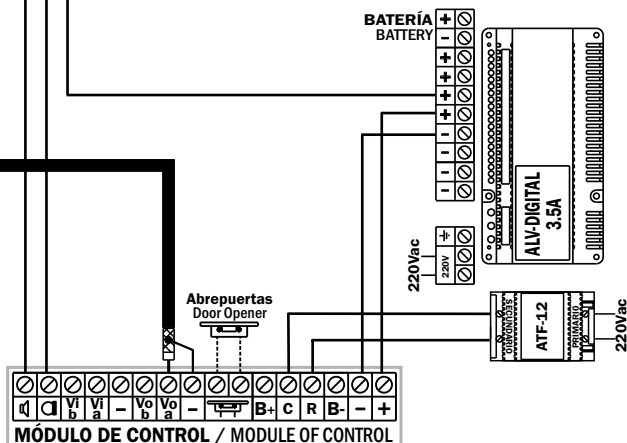 BATERÍA
BATTERY
+
-
+
+
+
+
-
-
-
-
ALV-DIGITAL
3.5A
220V
220Vac
SECUNDARIO
ATF-12
PRIMARIO
220Vac
Abrepuertas
Door Opener
Vi b
Vi a
-
Vo b
Vo a
-
B+
C
R
B-
-
+
MÓDULO DE CONTROL / MODULE OF CONTROL